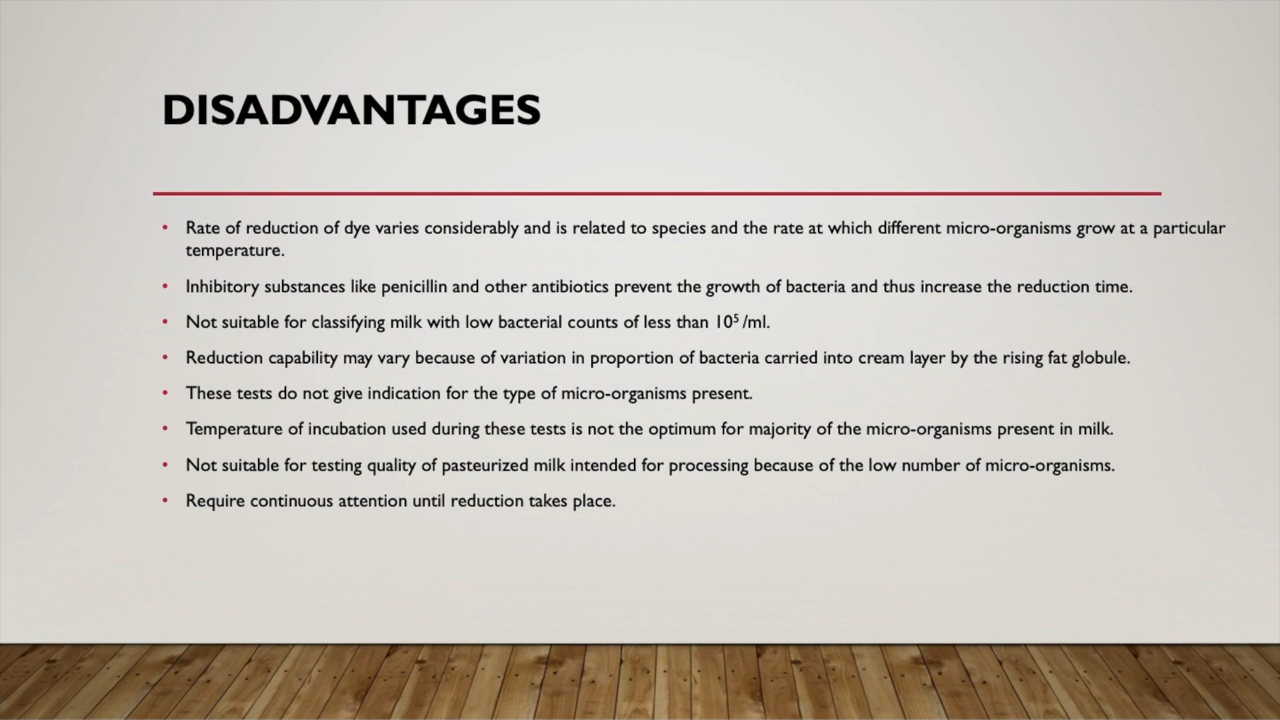 DISADVANTAGES
• Rate of reduction of dye varies considerably and is related to species and the rate at which different micro-organisms grow at a particular
temperature.
• Inhibitory substances like penicillin and other antibiotics prevent the growth of bacteria and thus increase the reduction time.
• Not suitable for classifying milk with low bacterial counts of less than 10⁵ /ml.
• Reduction capability may vary because of variation in proportion of bacteria carried into cream layer by the rising fat globule.
• These tests do not give indication for the type of micro-organisms present.
• Temperature of incubation used during these tests is not the optimum for majority of the micro-organisms present in milk.
• Not suitable for testing quality of pasteurized milk intended for processing because of the low number of micro-organisms.
• Require continuous attention until reduction takes place.